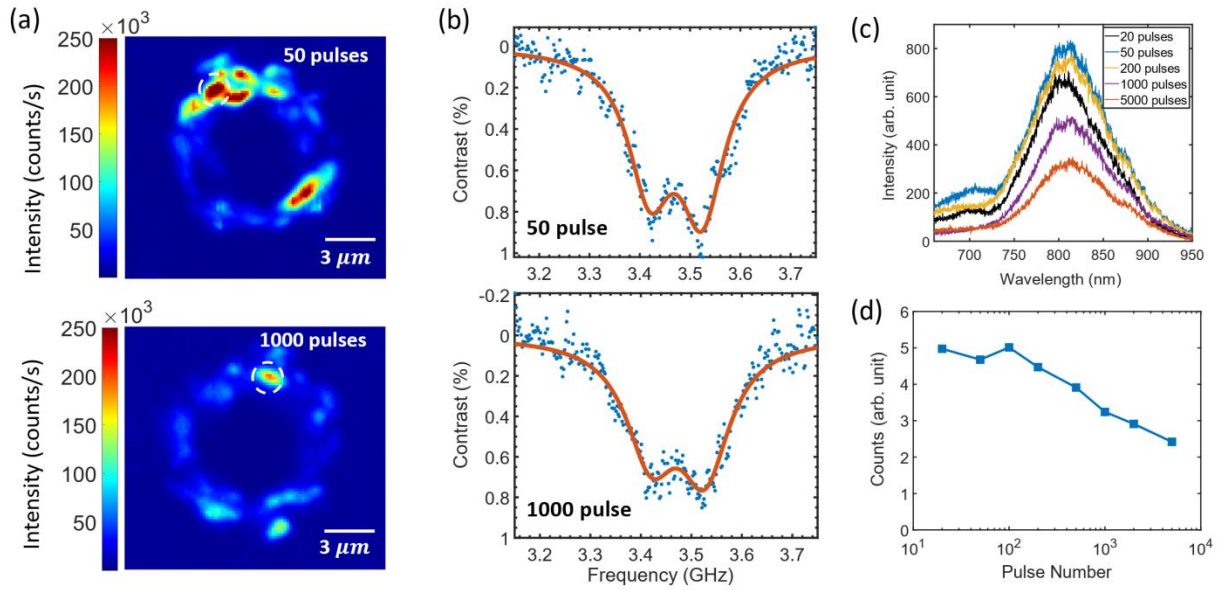 (a)
Intensity (counts/s)
×10³
250
200
150
100
50
50 pulses
3 μm
Intensity (counts/s)
×10³
250
200
150
100
50
1000 pulses
3 μm
(b)
Contrast (%)
0
0.2
0.4
0.6
0.8
1
50 pulse
3.2 3.3 3.4 3.5 3.6 3.7
Contrast (%)
-0.2
0
0.2
0.4
0.6
0.8
1
1000 pulse
3.2 3.3 3.4 3.5 3.6 3.7
Frequency (GHz)
(c)
Intensity (arb. unit)
800
600
400
200
0
20 pulses
50 pulses
200 pulses
1000 pulses
5000 pulses
700 750 800 850 900 950
Wavelength (nm)
(d)
Counts (arb. unit)
6
5
4
3
2
1
0
10¹ 10² 10³ 10⁴
Pulse Number